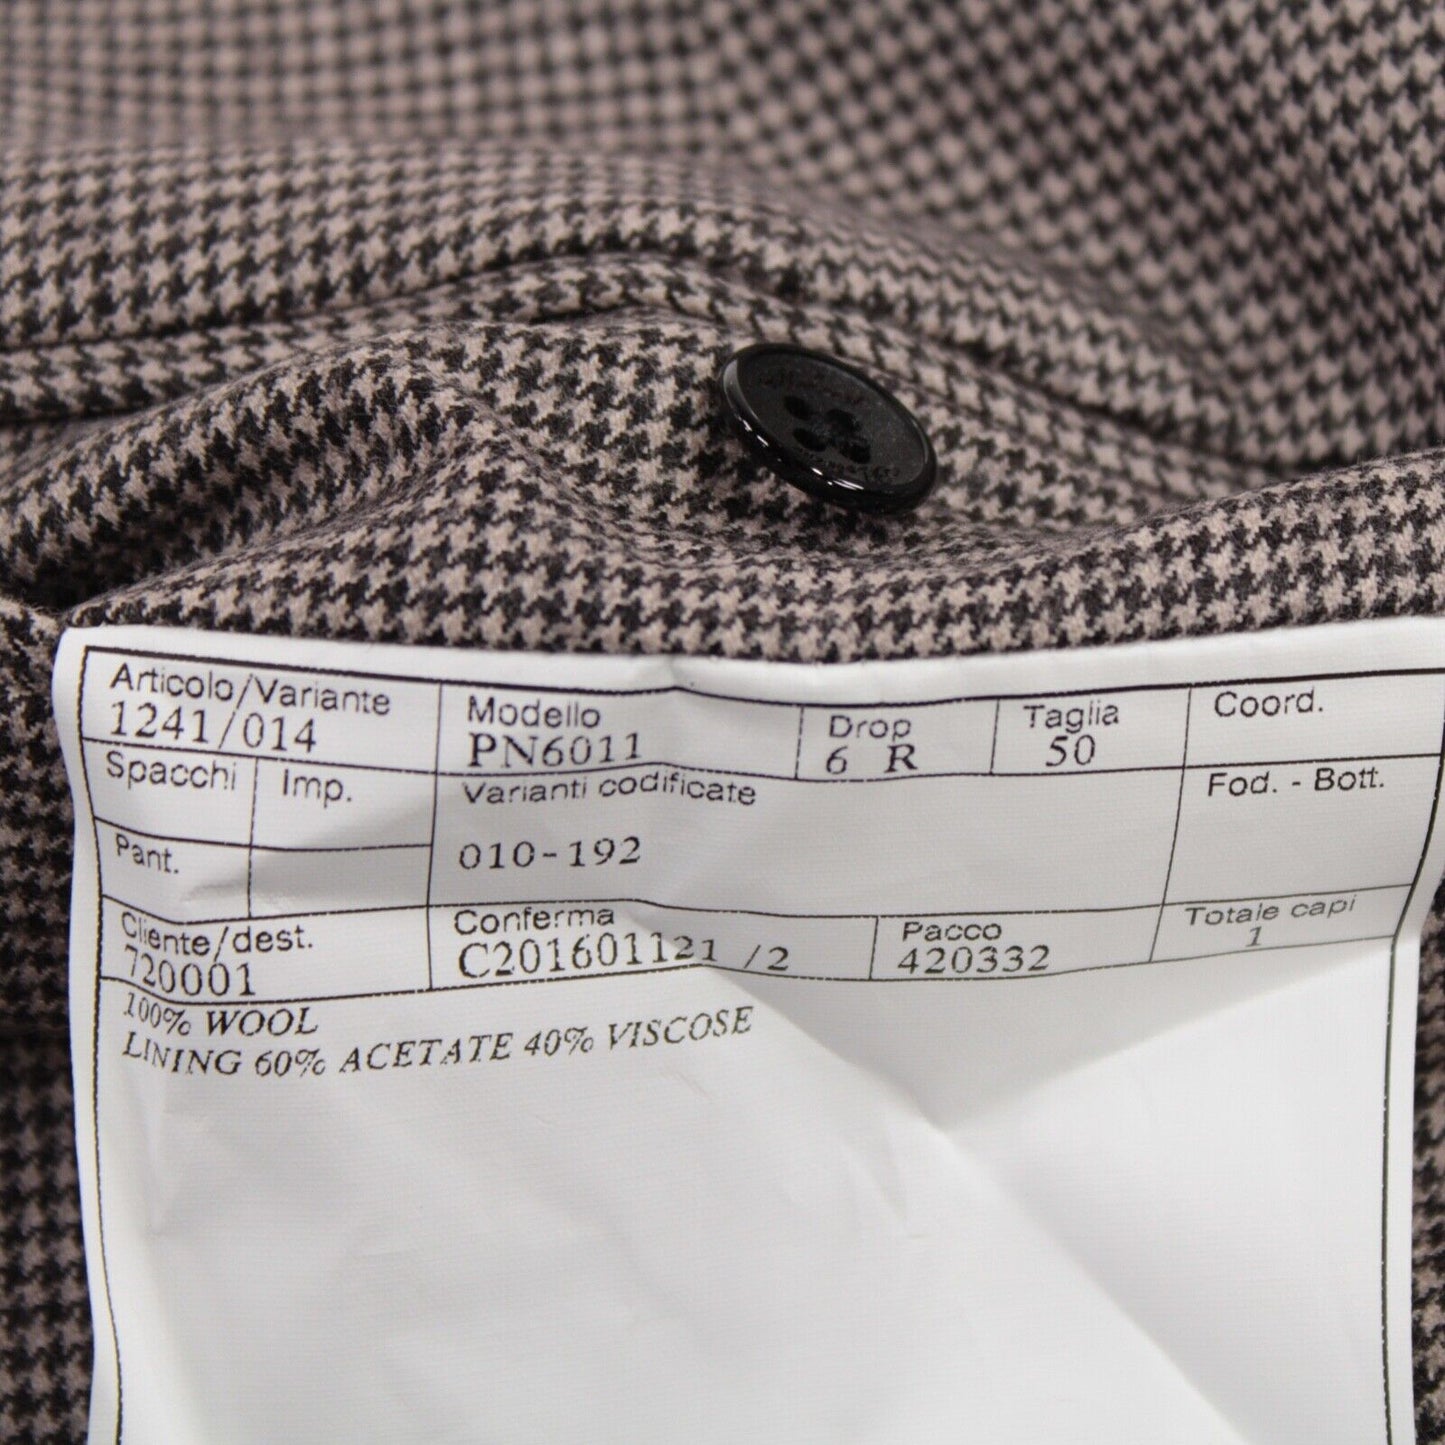 Articolo/Variante Modello Drop Taglia Coord.
1241/014 PN6011 6 R 50
Spacchi Imp. Varianti codificate Fod. - Bott.
Pant. 010-192
Cliente/dest. Conferma Pacco Totale capi
720001 C201601121 /2 420332 1
100% WOOL
LINING 60% ACETATE 40% VISCOSE